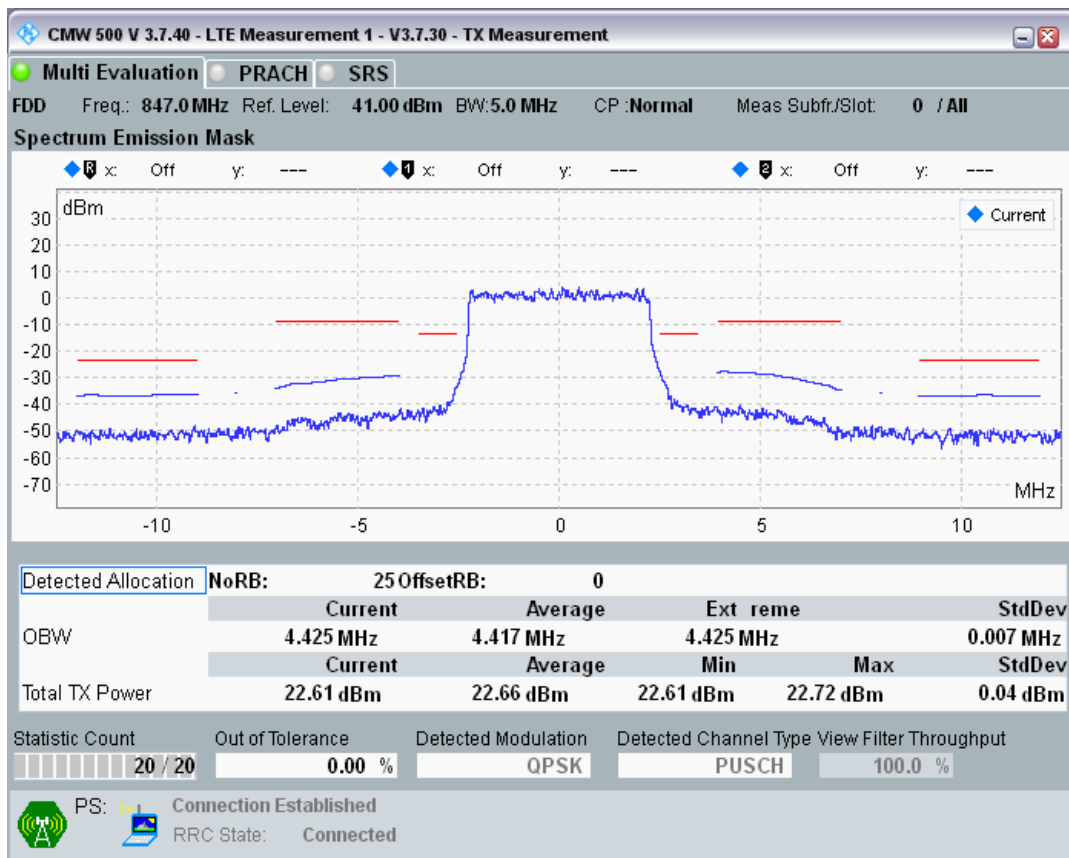 CMW 500 V 3.7.40 - LTE Measurement 1 - V3.7.30 - TX Measurement
Multi Evaluation PRACH SRS
FDD Freq.: 847.0 MHz Ref. Level: 41.00 dBm BW:5.0 MHz CP :Normal Meas Subfr./Slot: 0 / All
Spectrum Emission Mask
R x: Off y: --- 1 x: Off y: --- 2 x: Off y: ---
dBm
Current
30
20
10
0
-10
-20
-30
-40
-50
-60
-70
MHz
-10 -5 0 5 10
Detected Allocation NoRB: 25 OffsetRB: 0
Current Average Ext reme StdDev
OBW 4.425 MHz 4.417 MHz 4.425 MHz 0.007 MHz
Current Average Min Max StdDev
Total TX Power 22.61 dBm 22.66 dBm 22.61 dBm 22.72 dBm 0.04 dBm
Statistic Count Out of Tolerance Detected Modulation Detected Channel Type View Filter Throughput
20 / 20 0.00 % QPSK PUSCH 100.0 %
PS: Connection Established
RRC State: Connected